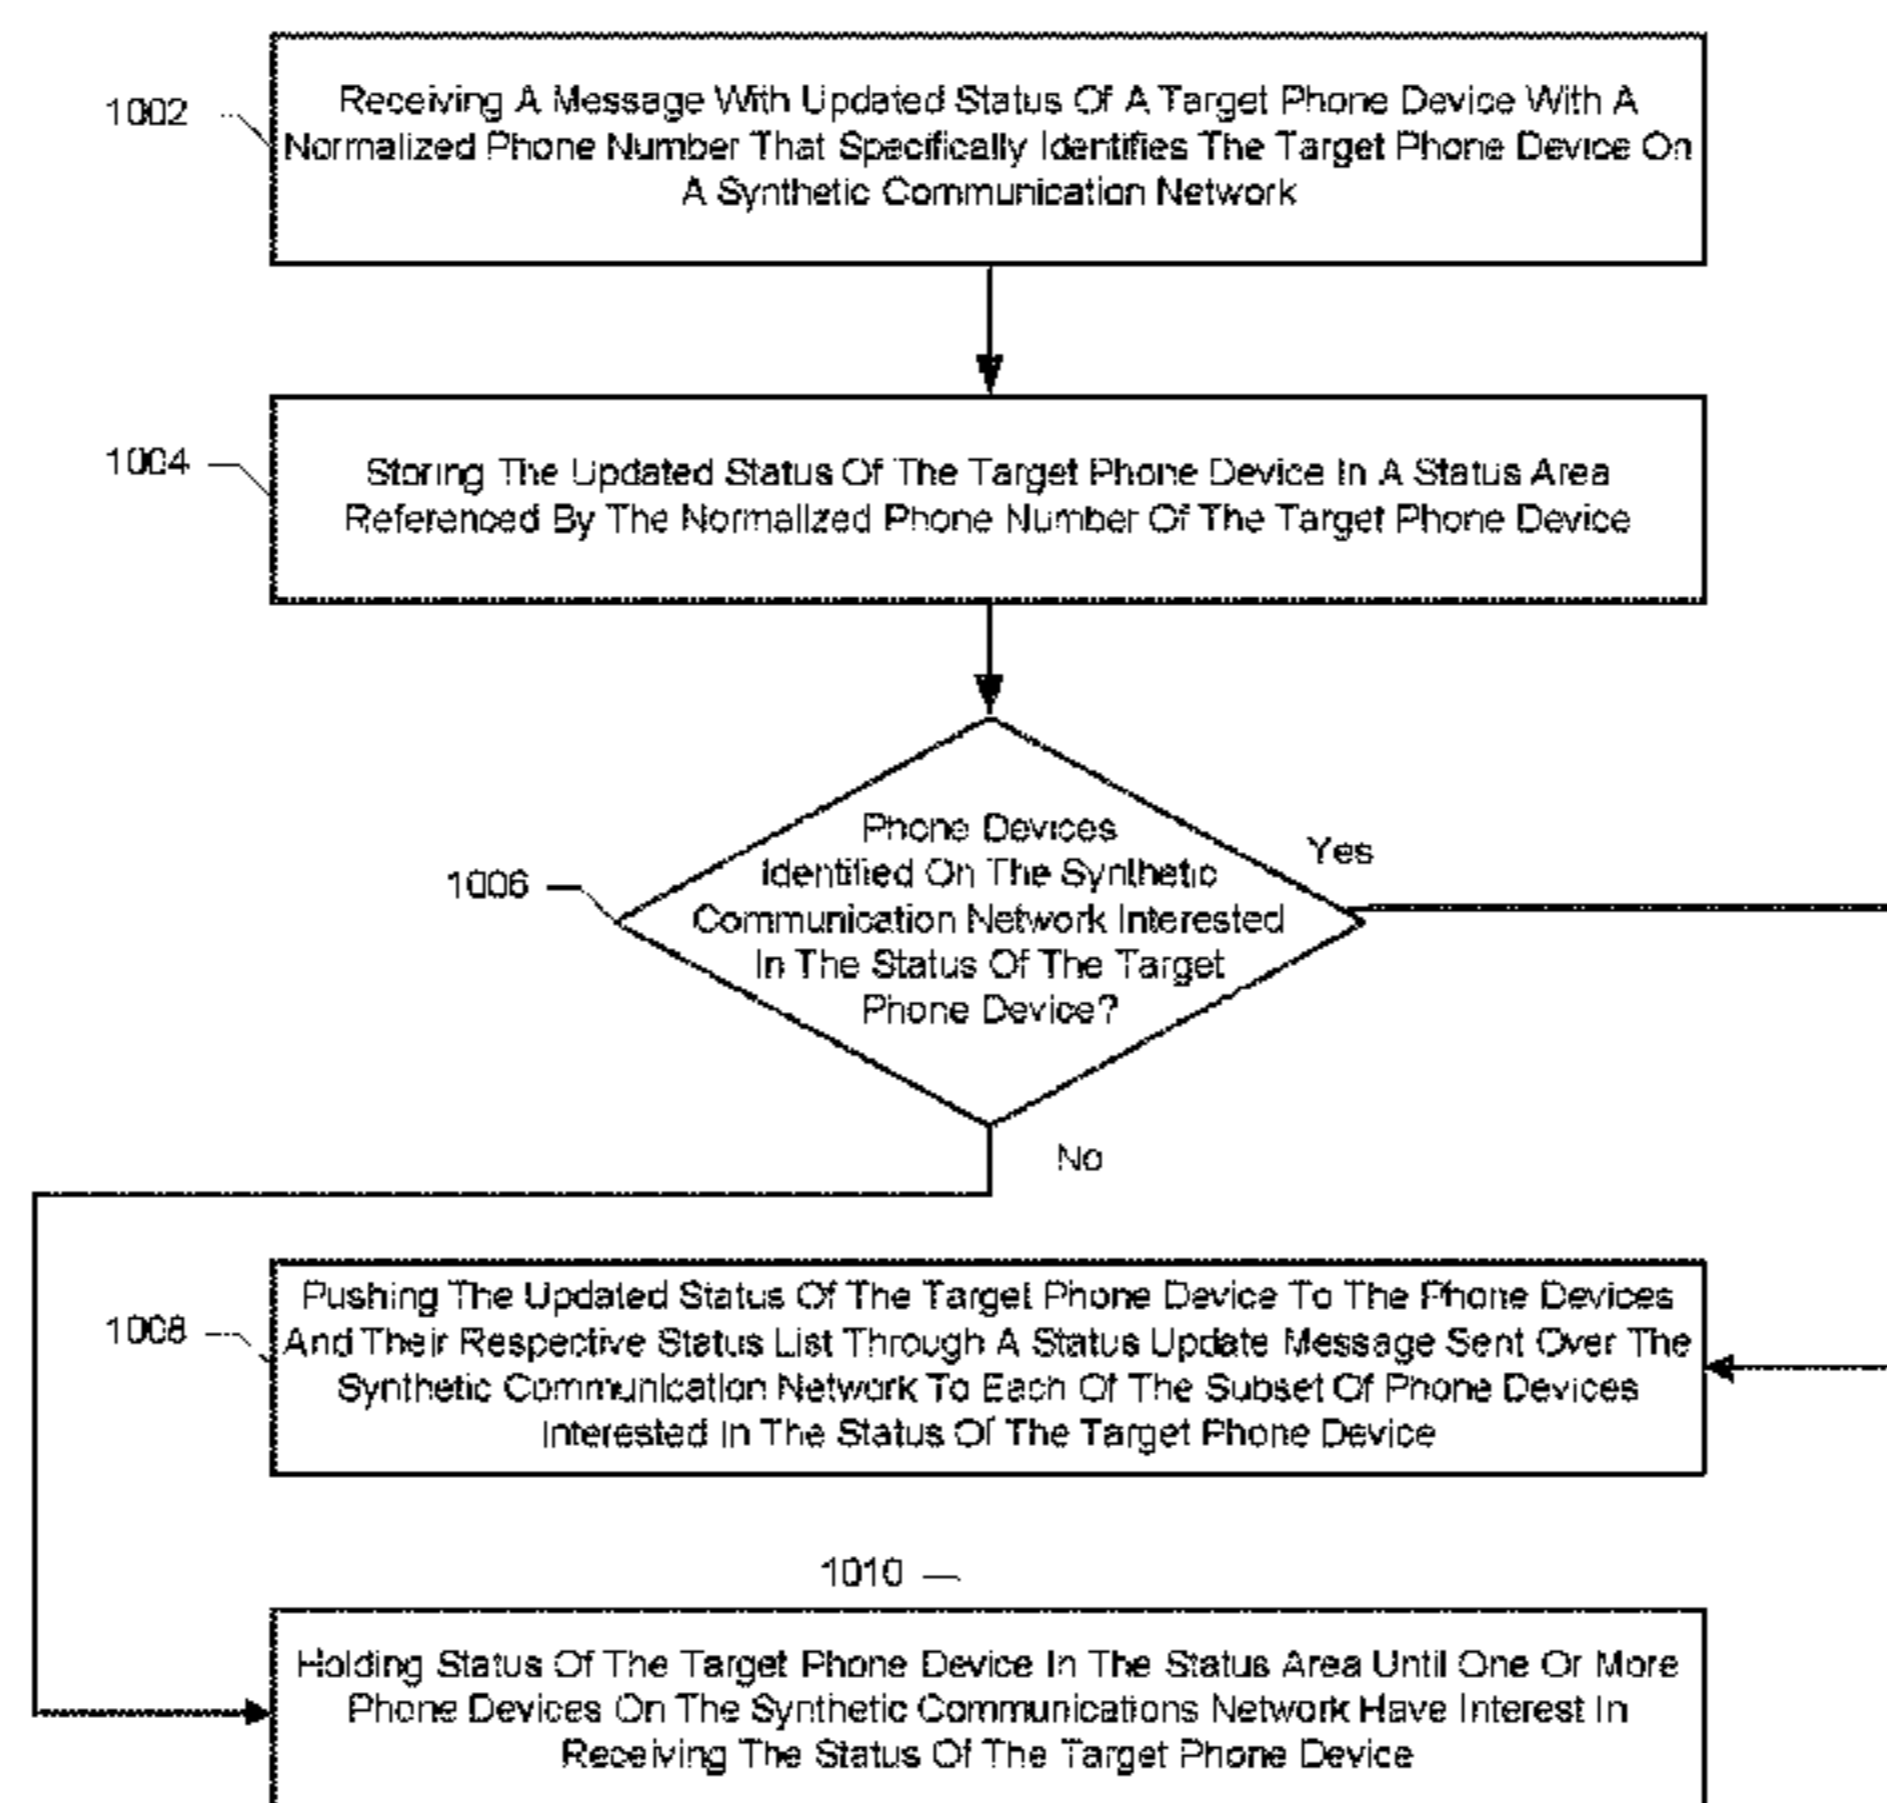 1002
Receiving A Message With Updated Status Of A Target Phone Device With A
Normalized Phone Number That Specifically Identifies The Target Phone Device On
A Synthetic Communication Network
1004
Storing The Updated Status Of The Target Phone Device In A Status Area
Referenced By The Normalized Phone Number Of The Target Phone Device
1006
Phone Devices
Identified On The Synthetic
Communication Network Interested
In The Status Of The Target
Phone Device?
Yes
No
1008
Pushing The Updated Status Of The Target Phone Device To The Phone Devices
And Their Respective Status List Through A Status Update Message Sent Over The
Synthetic Communication Network To Each Of The Subset Of Phone Devices
Interested In The Status Of The Target Phone Device
1010
Holding Status Of The Target Phone Device In The Status Area Until One Or More
Phone Devices On The Synthetic Communications Network Have Interest In
Receiving The Status Of The Target Phone Device